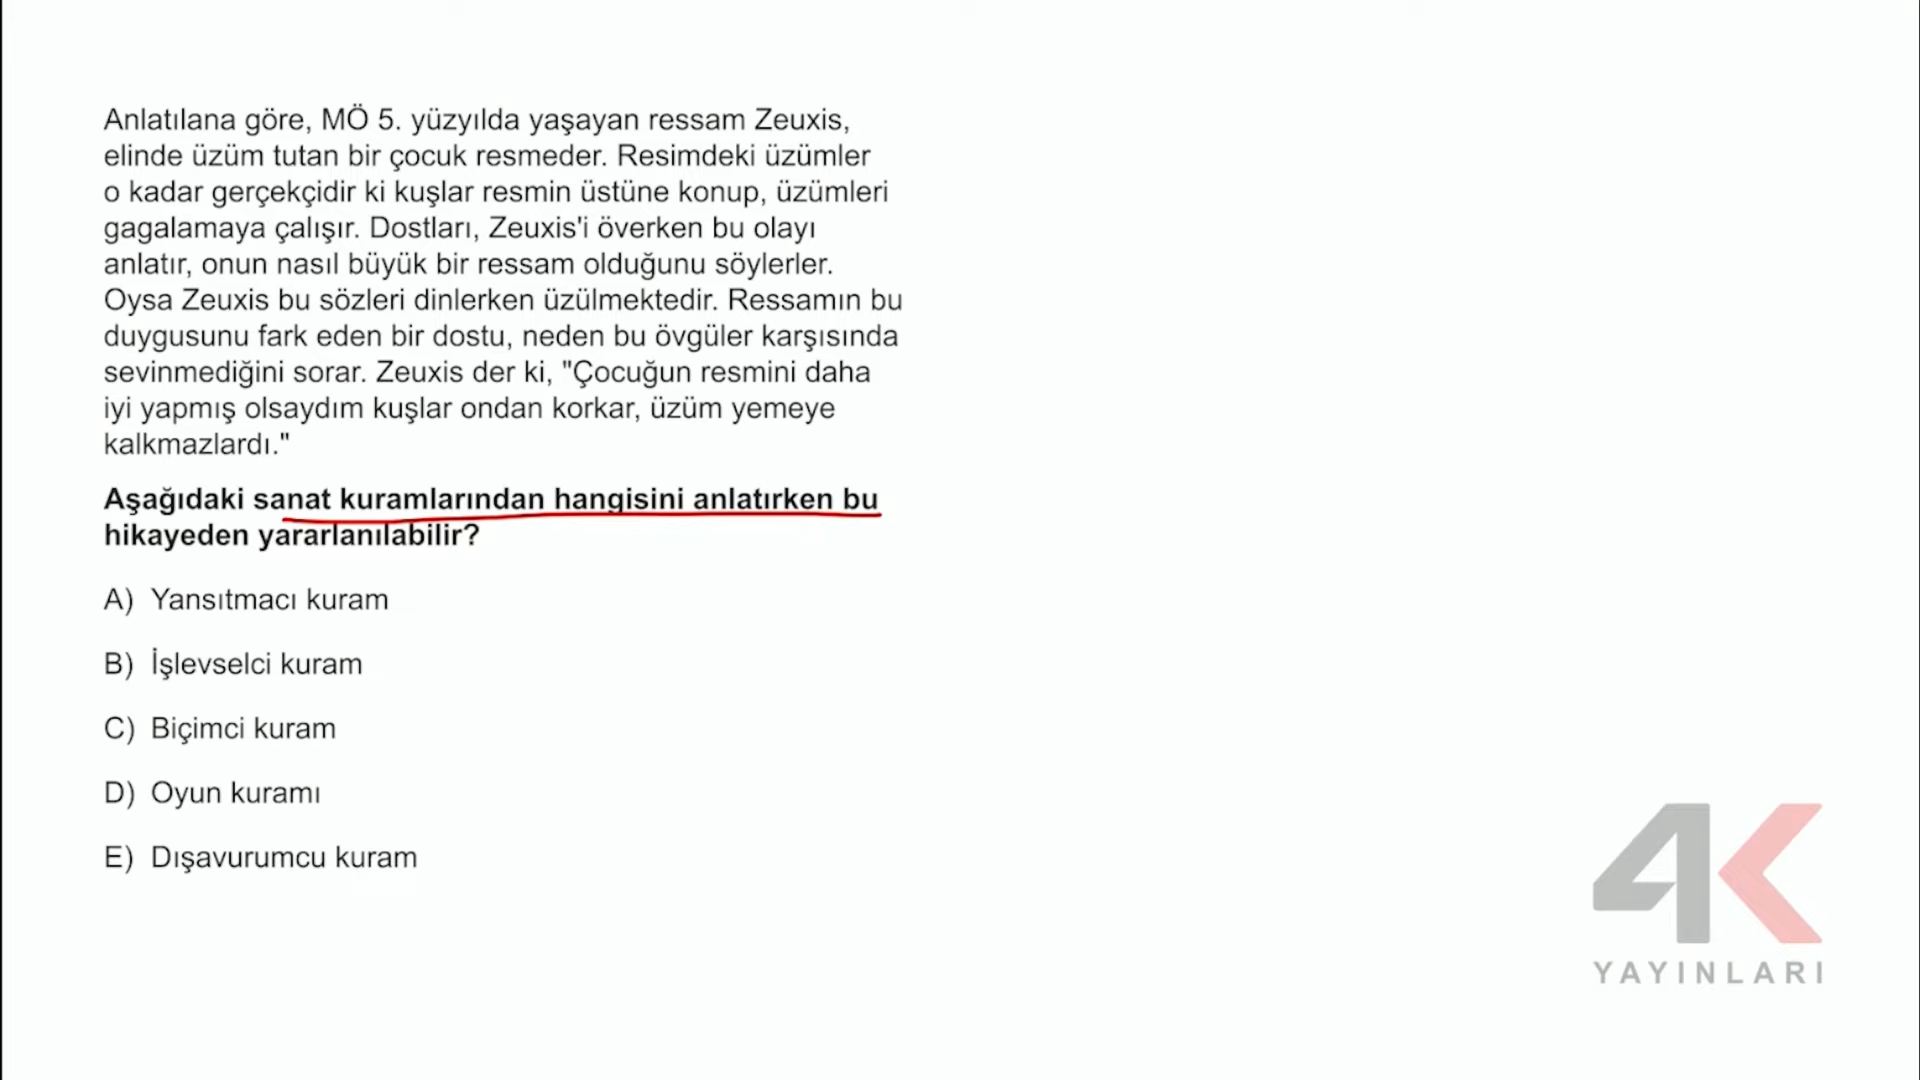 Anlatılana göre, MÖ 5. yüzyılda yaşayan ressam Zeuxis,
elinde üzüm tutan bir çocuk resmeder. Resimdeki üzümler
o kadar gerçekçidir ki kuşlar resmin üstüne konup, üzümleri
gagalamaya çalışır. Dostları, Zeuxis'i överken bu olayı
anlatır, onun nasıl büyük bir ressam olduğunu söylerler.
Oysa Zeuxis bu sözleri dinlerken üzülmektedir. Ressamın bu
duygusunu fark eden bir dostu, neden bu övgüler karşısında
sevinmediğini sorar. Zeuxis der ki, "Çocuğun resmini daha
iyi yapmış olsaydım kuşlar ondan korkar, üzüm yemeye
kalkmazlardı."
Aşağıdaki sanat kuramlarından hangisini anlatırken bu
hikayeden yararlanılabilir?
A) Yansıtmacı kuram
B) İşlevselci kuram
C) Biçimci kuram
D) Oyun kuramı
E) Dışavurumcu kuram
4K
YAYINLARI